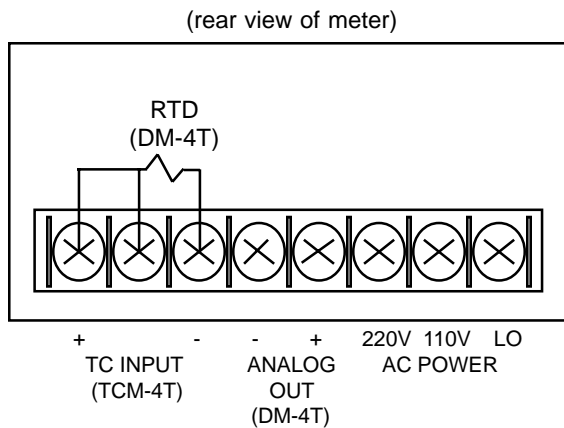 (rear view of meter)
RTD
(DM-4T)
+ - - + 220V 110V LO
TC INPUT ANALOG AC POWER
(TCM-4T) OUT
(DM-4T)